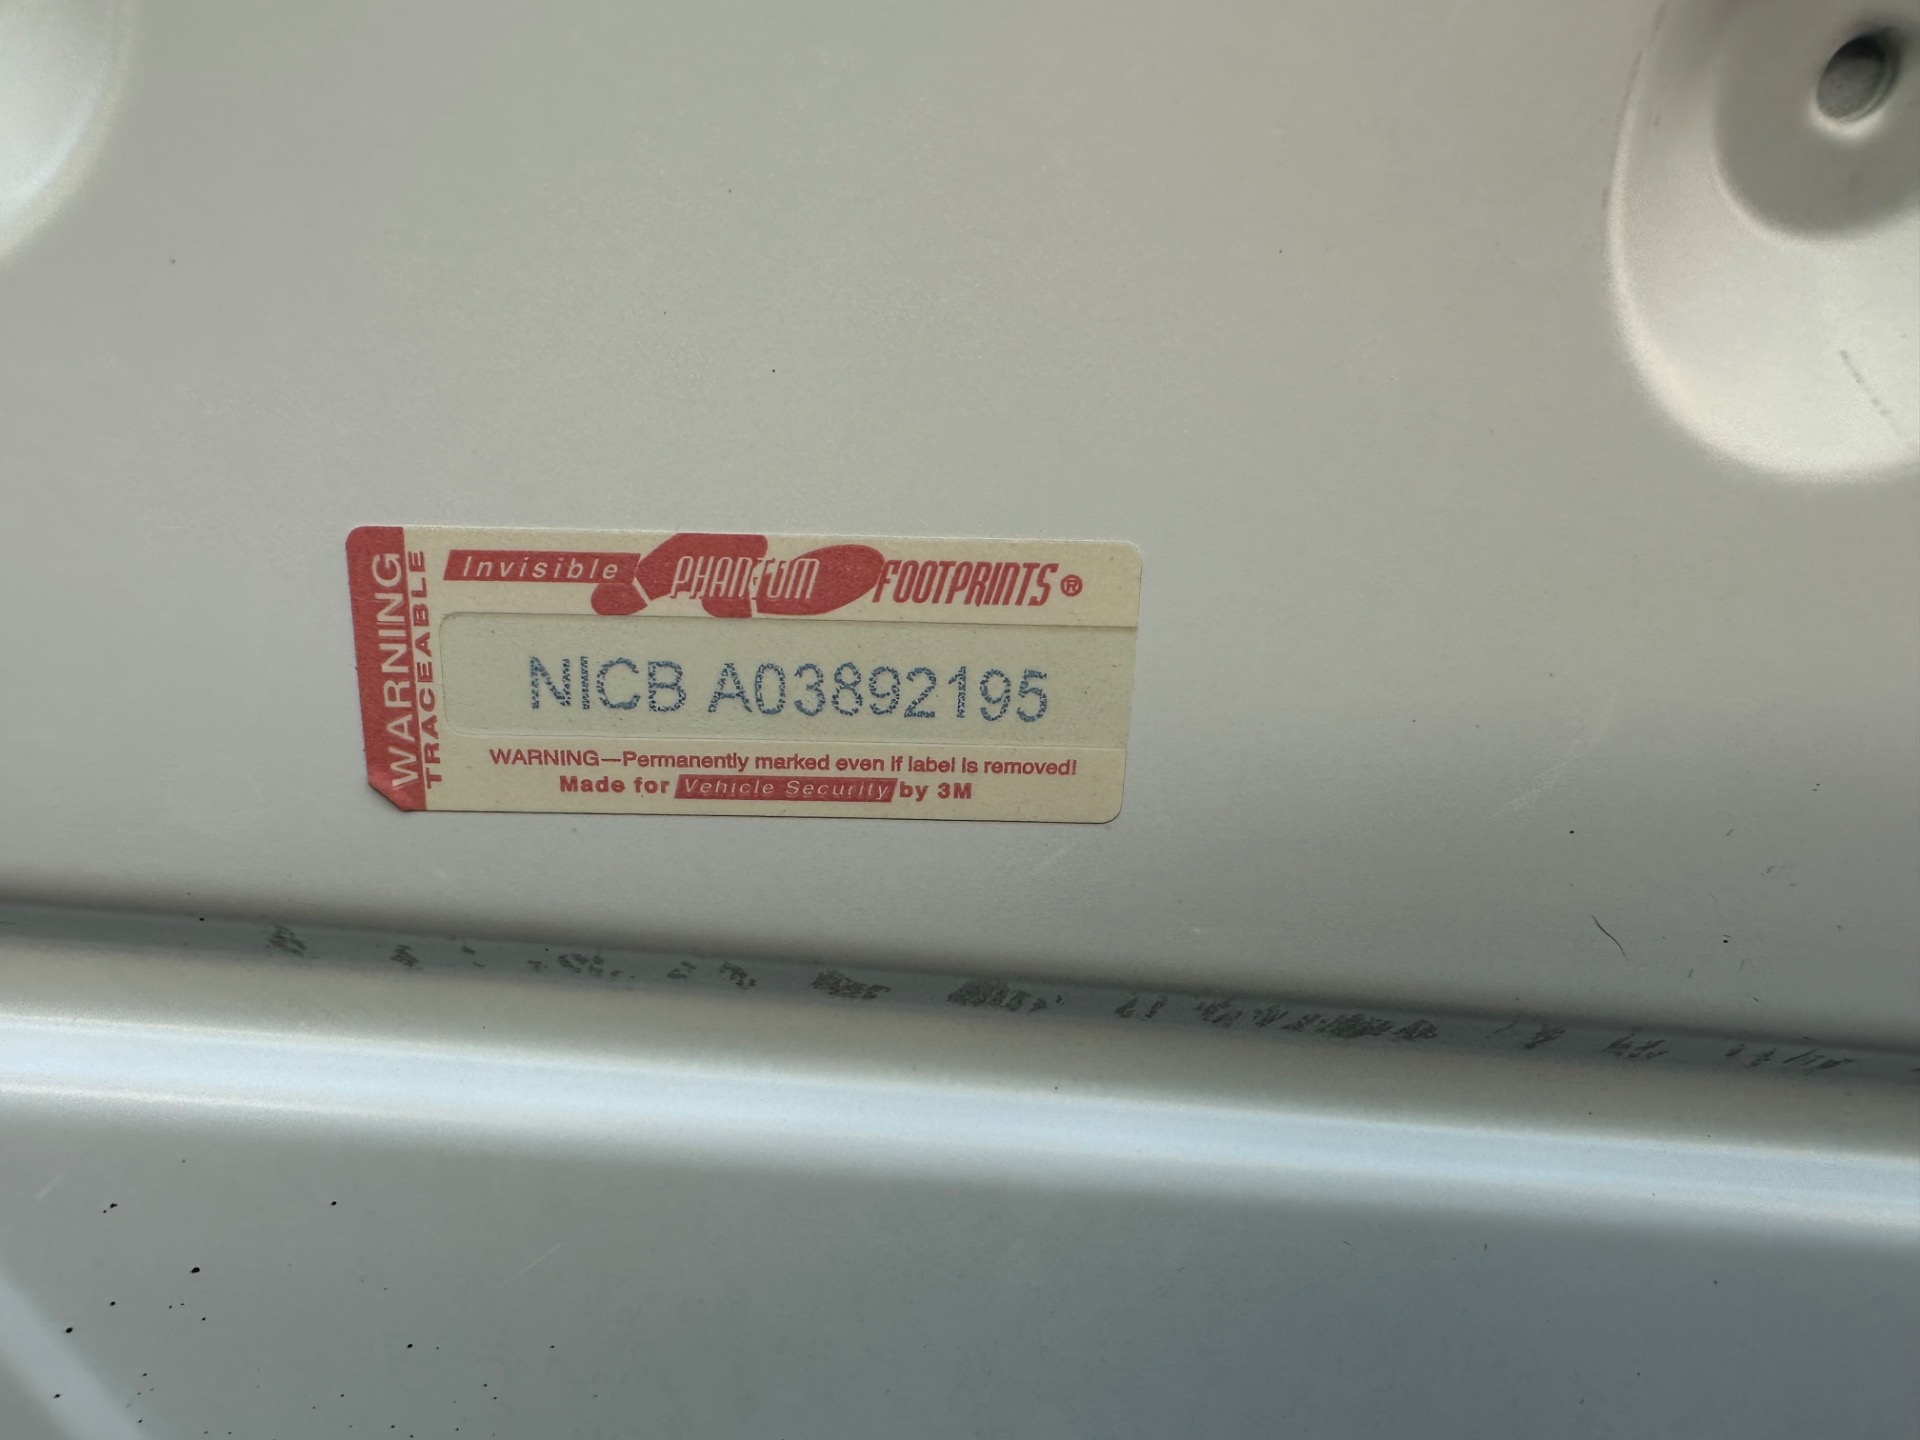 WARNING
TRACEABLE
Invisible PHANTOM FOOTPRINTS®
NICB A03892195
WARNING—Permanently marked even if label is removed!
Made for Vehicle Security by 3M